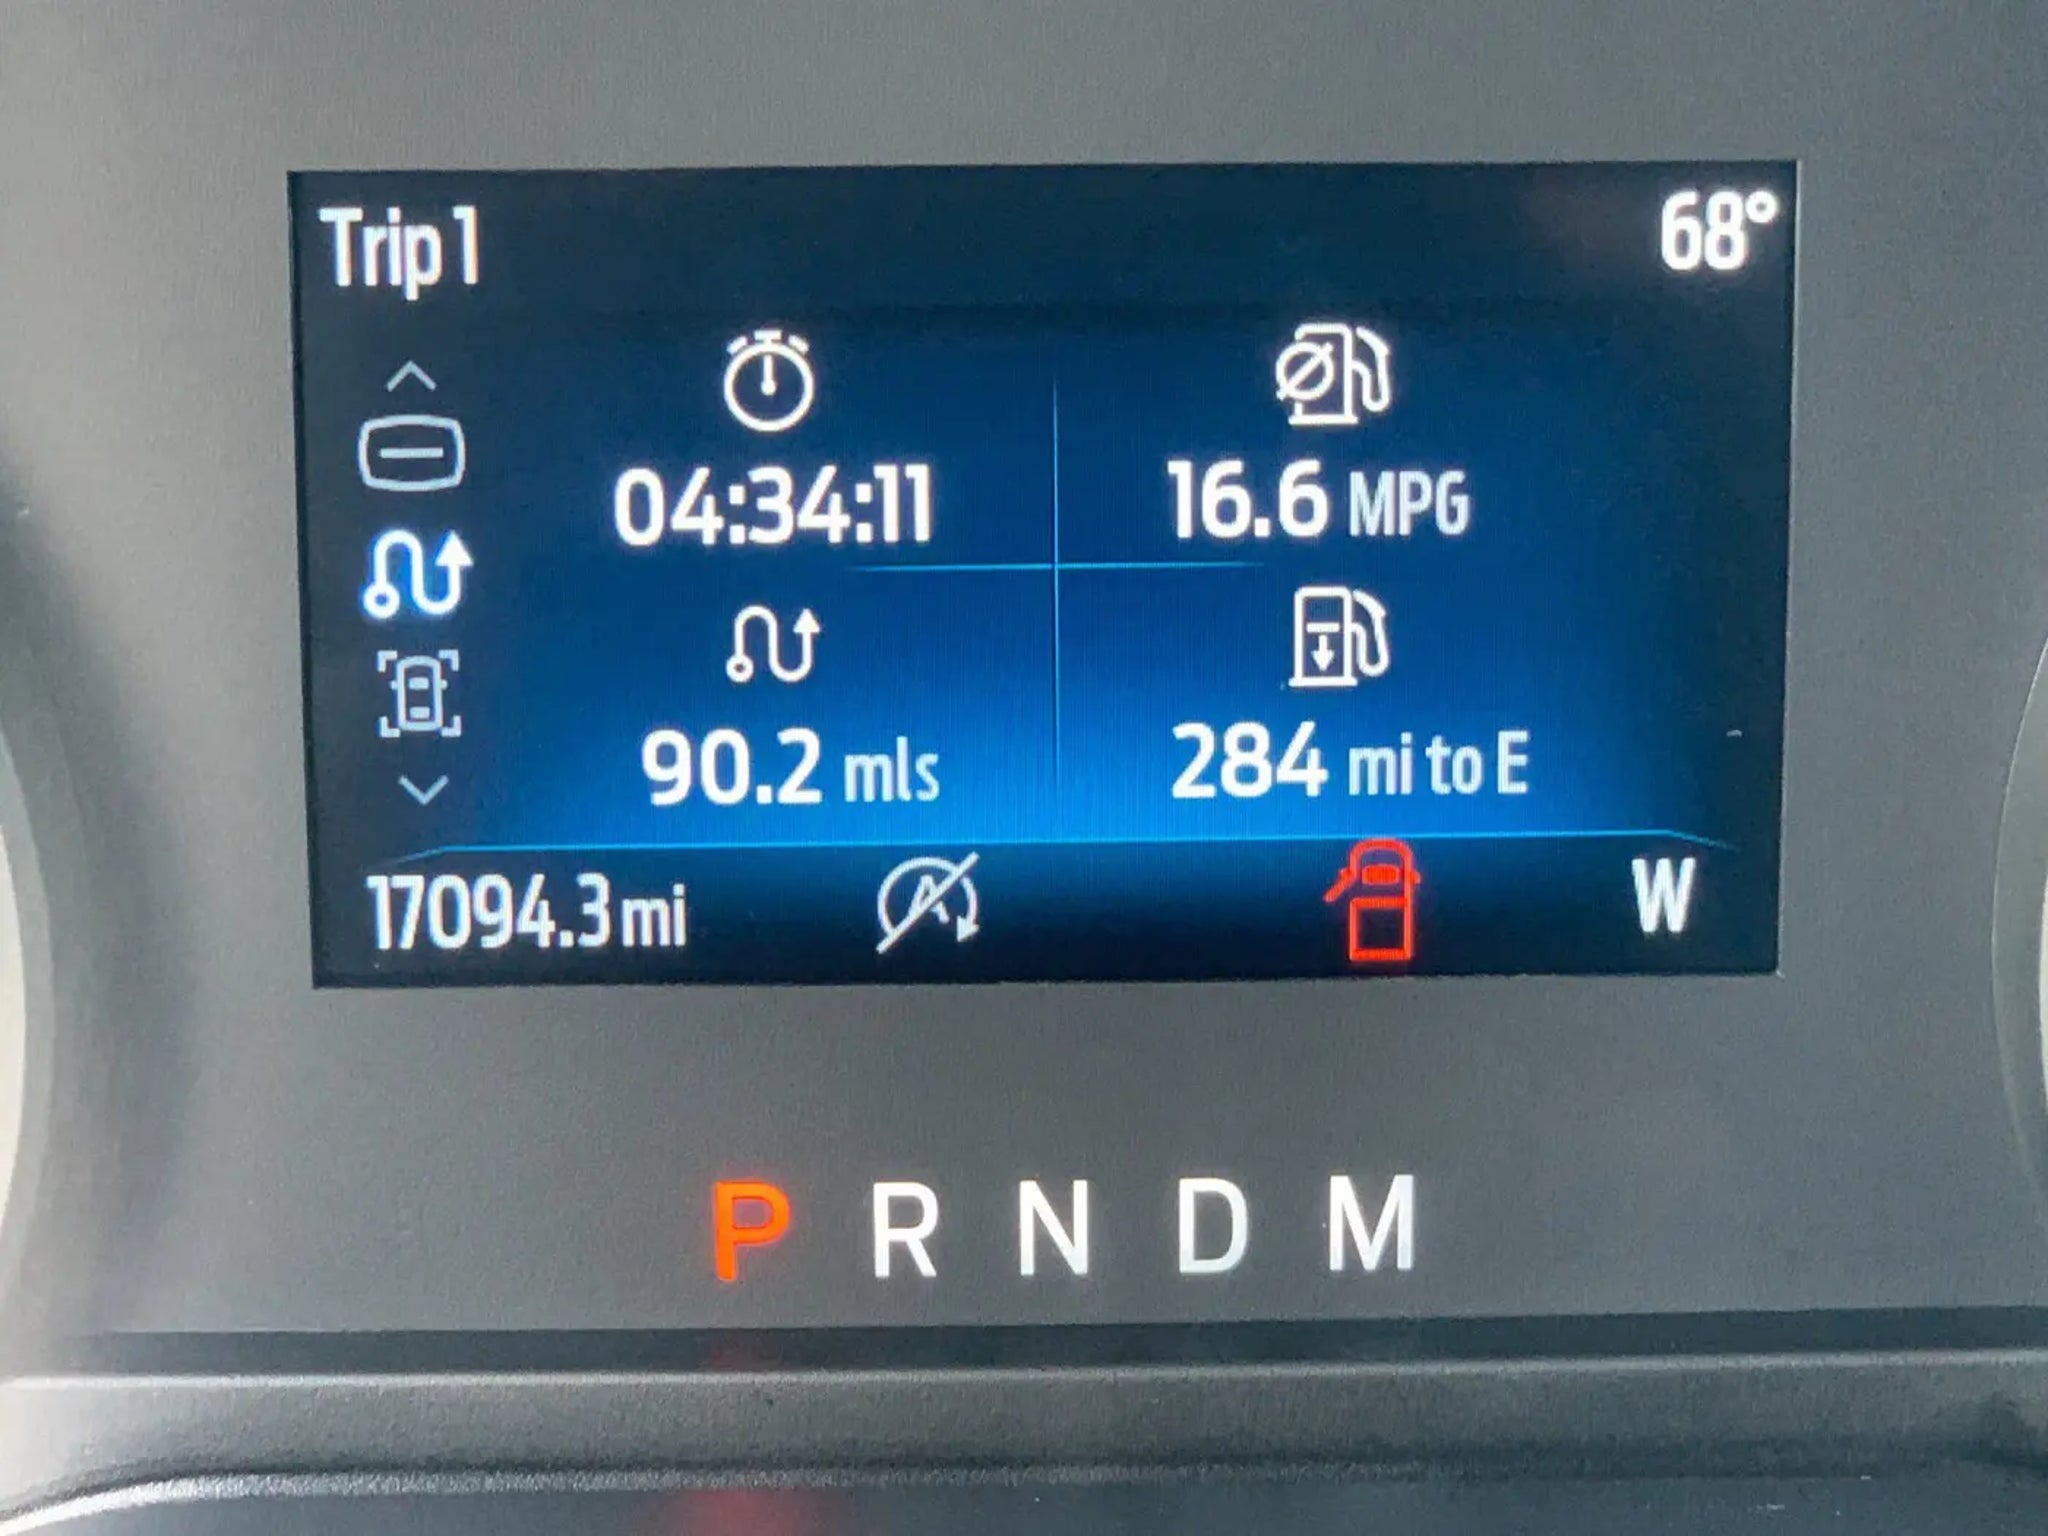 Trip 1 68°
04:34:11 16.6 MPG
90.2 mls 284 mi to E
17094.3 mi W
P R N D M